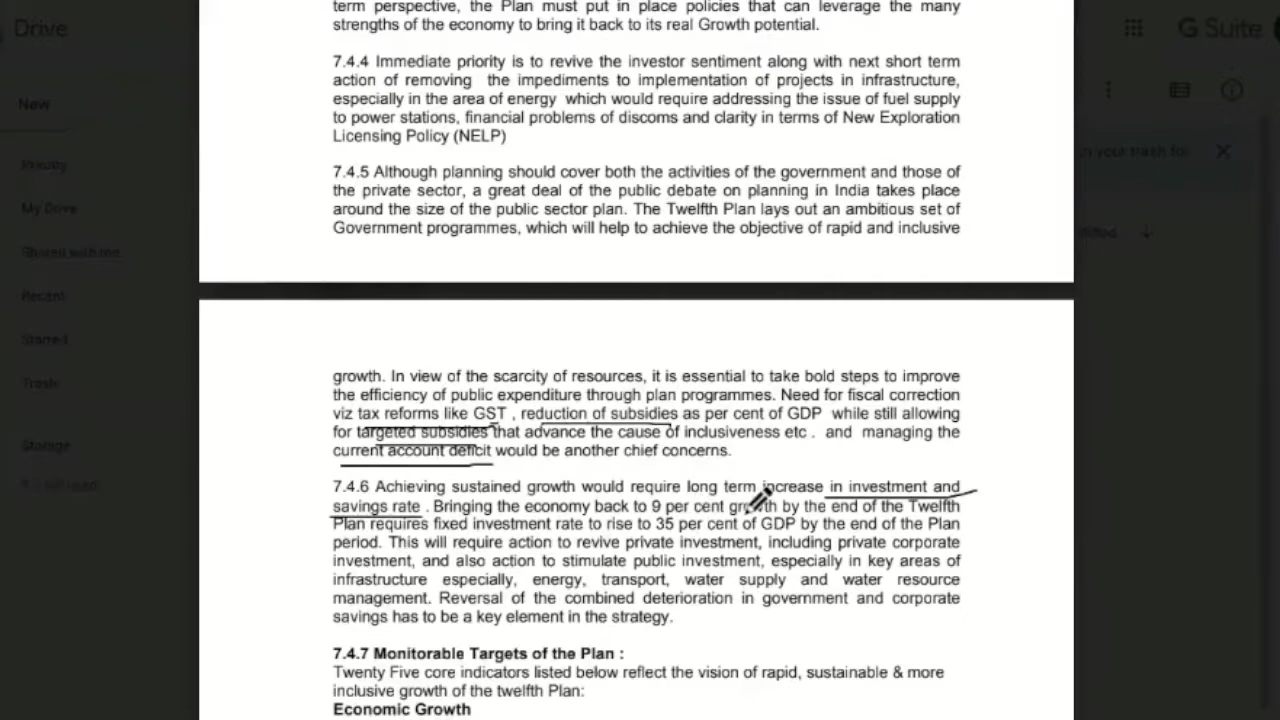 Drive
G Suite
New
term perspective, the Plan must put in place policies that can leverage the many
strengths of the economy to bring it back to its real Growth potential.
7.4.4 Immediate priority is to revive the investor sentiment along with next short term
action of removing the impediments to implementation of projects in infrastructure,
especially in the area of energy which would require addressing the issue of fuel supply
to power stations, financial problems of discoms and clarity in terms of New Exploration
Licensing Policy (NELP)
in your trash for
Priority
My Drive
Shared with me
Recent
Starred
Trash
Storage
7.4.5 Although planning should cover both the activities of the government and those of
the private sector, a great deal of the public debate on planning in India takes place
around the size of the public sector plan. The Twelfth Plan lays out an ambitious set of
Government programmes, which will help to achieve the objective of rapid and inclusive
growth. In view of the scarcity of resources, it is essential to take bold steps to improve
the efficiency of public expenditure through plan programmes. Need for fiscal correction
viz tax reforms like GST , reduction of subsidies as per cent of GDP while still allowing
for targeted subsidies that advance the cause of inclusiveness etc . and managing the
current account deficit would be another chief concerns.
7.4.6 Achieving sustained growth would require long term increase in investment and
savings rate . Bringing the economy back to 9 per cent growth by the end of the Twelfth
Plan requires fixed investment rate to rise to 35 per cent of GDP by the end of the Plan
period. This will require action to revive private investment, including private corporate
investment, and also action to stimulate public investment, especially in key areas of
infrastructure especially, energy, transport, water supply and water resource
management. Reversal of the combined deterioration in government and corporate
savings has to be a key element in the strategy.
7.4.7 Monitorable Targets of the Plan :
Twenty Five core indicators listed below reflect the vision of rapid, sustainable & more
inclusive growth of the twelfth Plan:
Economic Growth